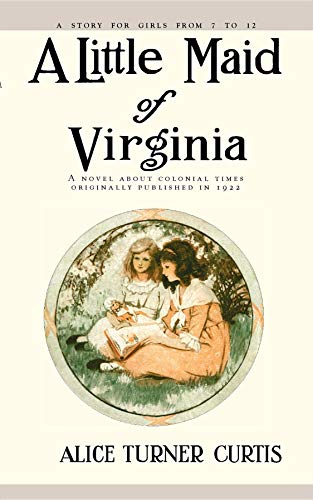 A STORY FOR GIRLS FROM 7 TO 12
A Little Maid
of
Virginia
A NOVEL ABOUT COLONIAL TIMES
ORIGINALLY PUBLISHED IN 1922
ALICE TURNER CURTIS